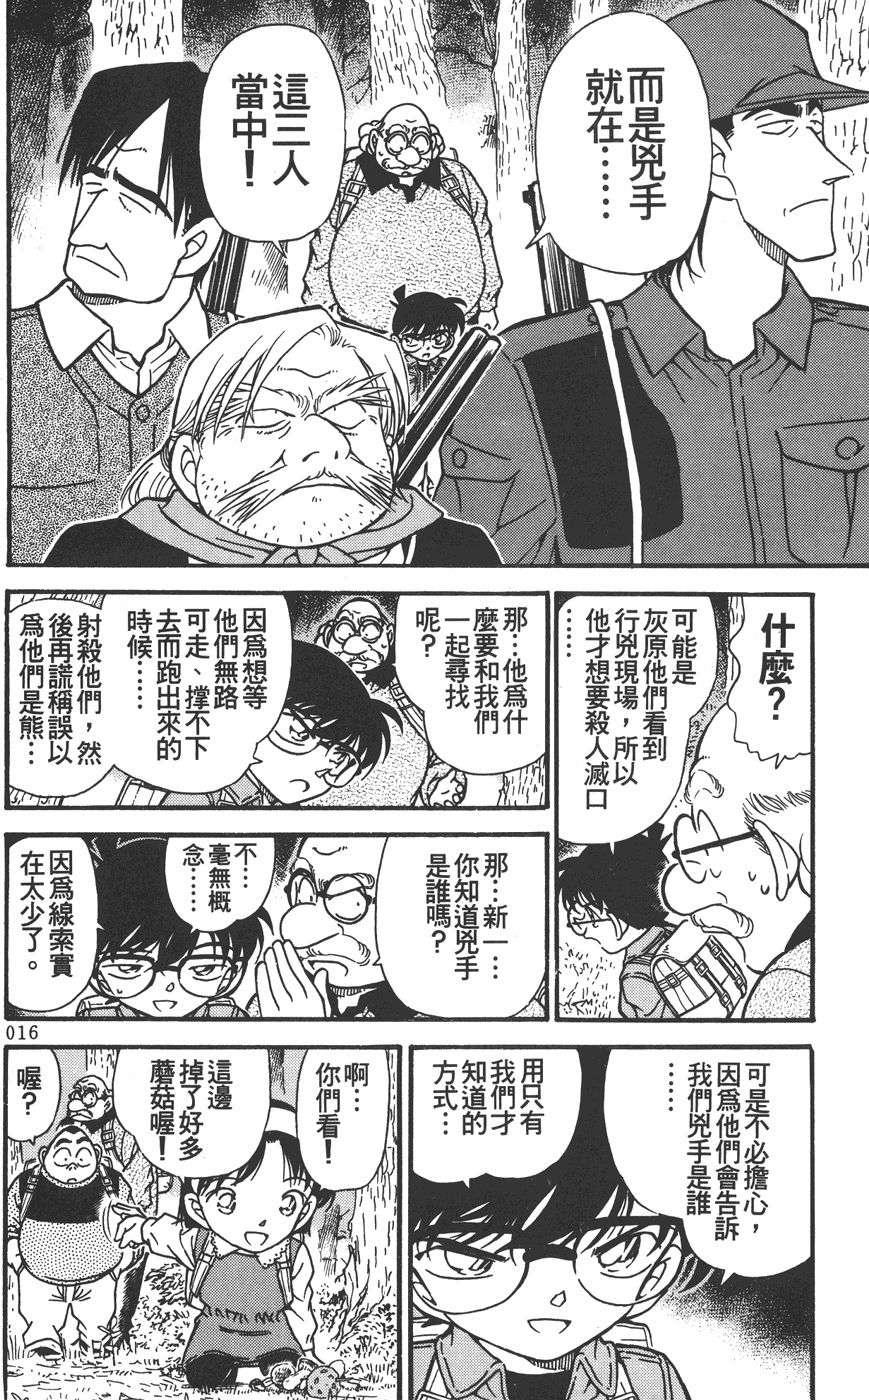 而是兇手
就在……
這三人
當中！
什麼？
可能是
灰原他們看到
行兇現場，所以
他才想要殺人滅口
……
那…他為什
麼要和我們
一起尋找
呢？
因為想等
他們無路
可走、撐不下
去而跑出來的
時候……
射殺他們，然
後再謊稱誤以
為他們是熊…
那…新一…
你知道兇手
是誰嗎？
不…
毫無概
念……
因為線索實
在太少了。
016
可是不必擔心，
因為他們會告訴
我們兇手是誰
……
用只有
我們才
知道的
方式…
啊…
你們看！
這邊
掉了好多
蘑菇喔！
喔？